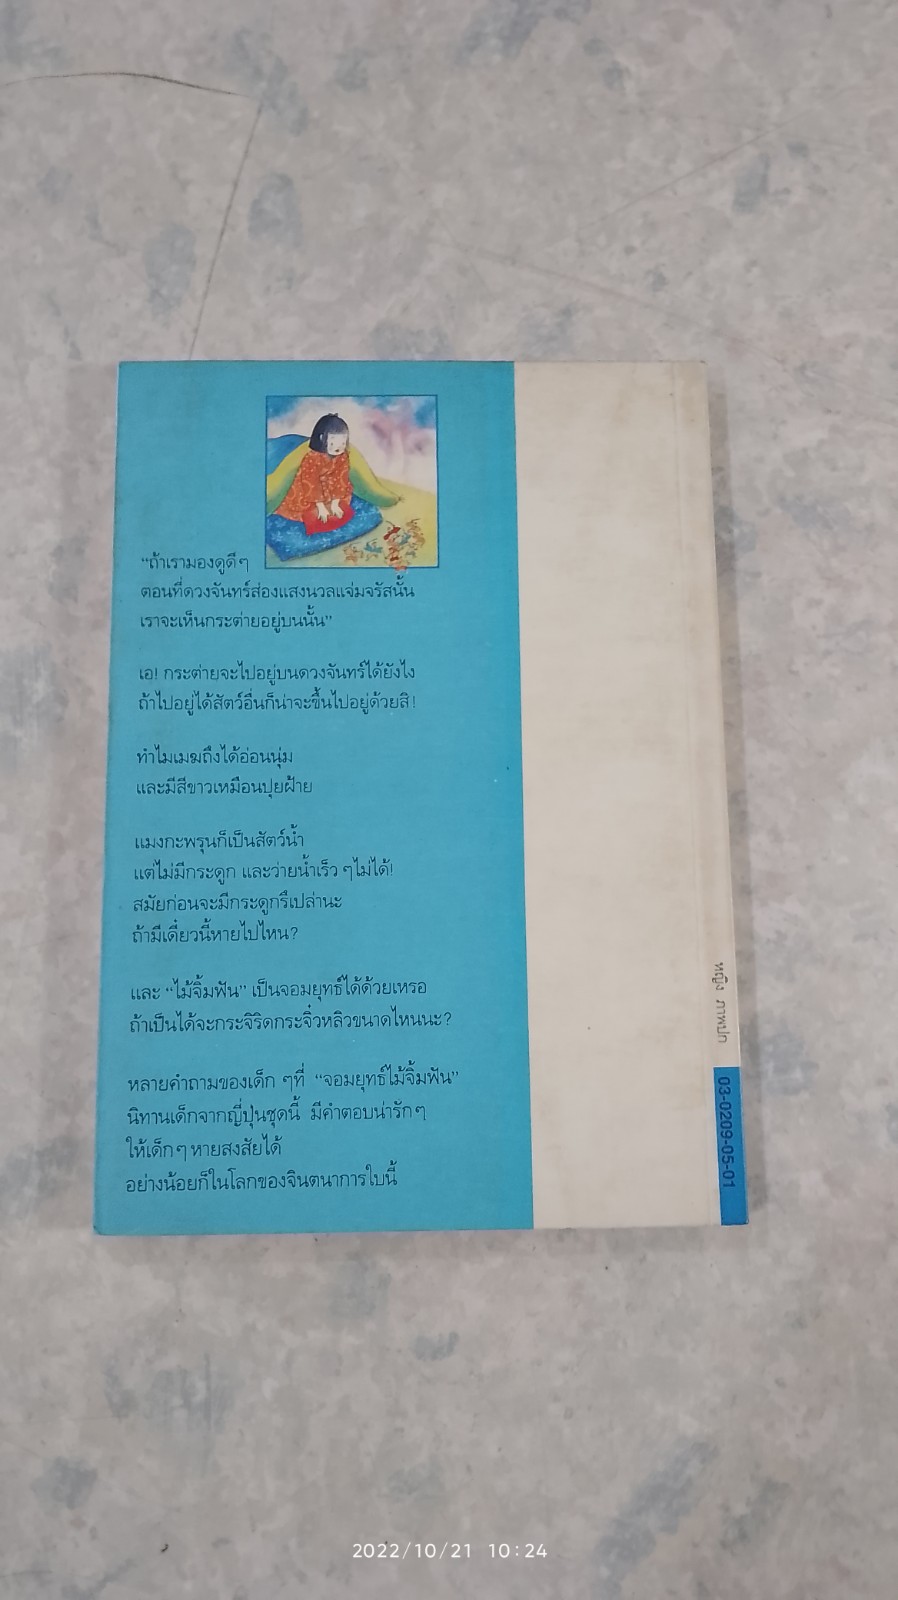 “ถ้าเรามองดูดีๆ
ตอนที่ดวงจันทร์ส่องแสงนวลแจ่มจรัสนั้น
เราจะเห็นกระต่ายอยู่บนนั้น”
เอ! กระต่ายจะไปอยู่บนดวงจันทร์ได้ยังไง
ถ้าไปอยู่ได้สัตว์อื่นก็น่าจะขึ้นไปอยู่ด้วยสิ!
ทำไมเมฆถึงได้อ่อนนุ่ม
และมีสีขาวเหมือนปุยฝ้าย
แมงกะพรุนก็เป็นสัตว์น้ำ
แต่ไม่มีกระดูก และว่ายน้ำเร็ว ๆไม่ได้!
สมัยก่อนจะมีกระดูกรึเปล่านะ
ถ้ามีเดี๋ยวนี้หายไปไหน?
และ “ไม้จิ้มฟัน” เป็นจอมยุทธ์ได้ด้วยเหรอ
ถ้าเป็นได้จะกระจิริดกระจิ๋วหลิวขนาดไหนนะ?
หลายคำถามของเด็ก ๆที่ “จอมยุทธ์ไม้จิ้มฟัน”
นิทานเด็กจากญี่ปุ่นชุดนี้ มีคำตอบน่ารักๆ
ให้เด็กๆ หายสงสัยได้
อย่างน้อยก็ในโลกของจินตนาการใบนี้
หญิง ภาพปก
03-0209-05-01
2022/10/21 10:24